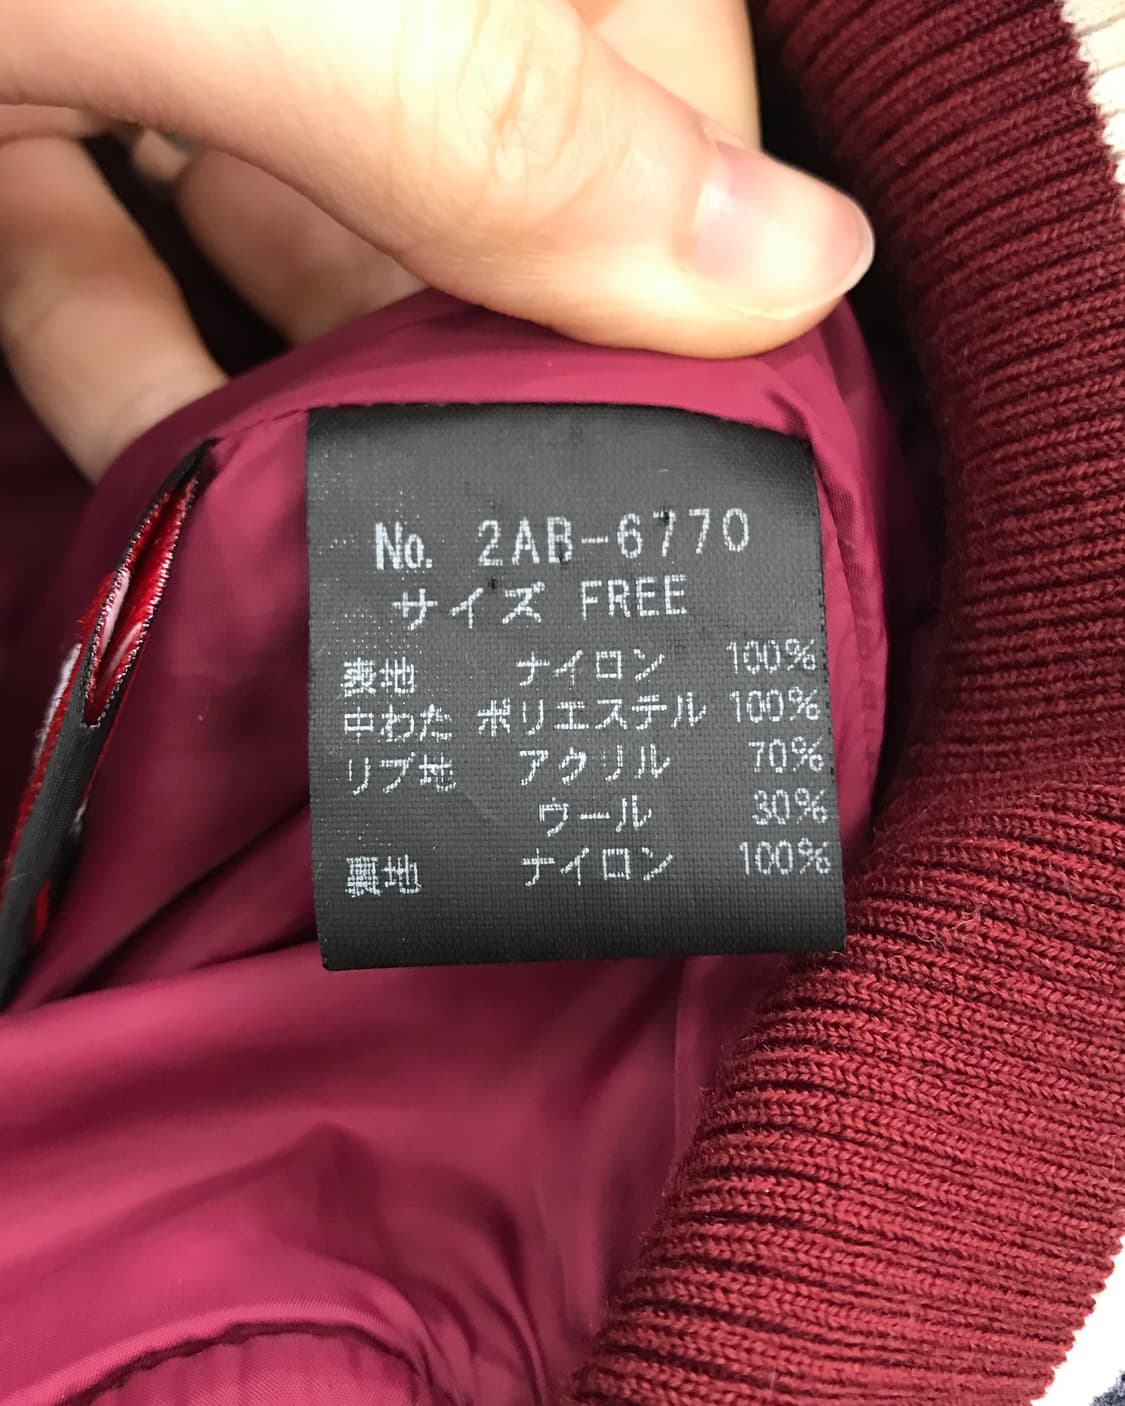 No. 2AB-6770
サイズ FREE
表地 ナイロン 100%
中わた ポリエステル 100%
リブ地 アクリル 70%
ウール 30%
裏地 ナイロン 100%